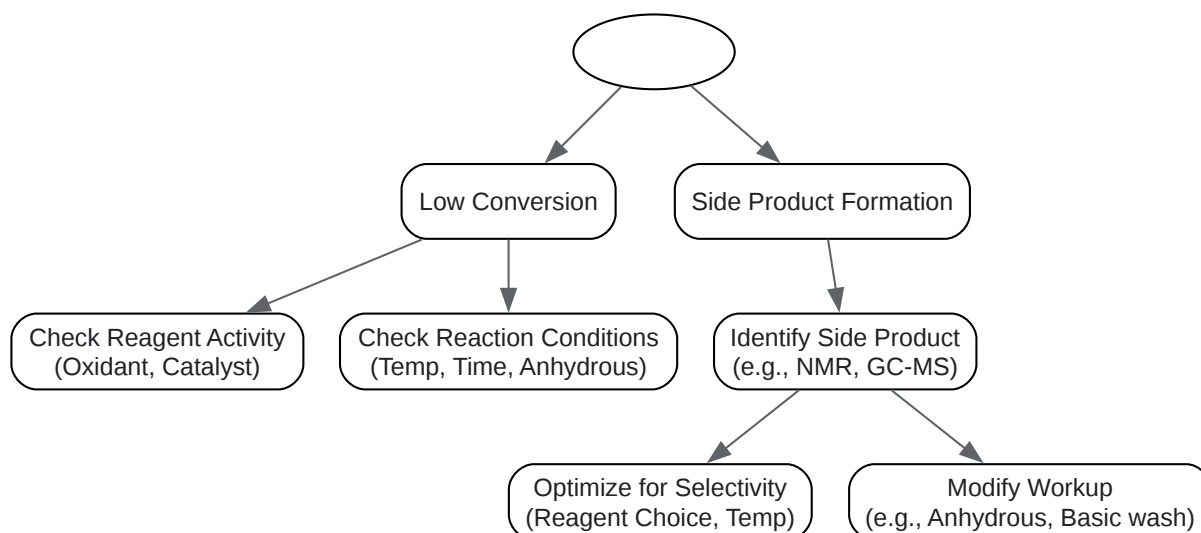 Low Conversion
Side Product Formation
Check Reagent Activity
(Oxidant, Catalyst)
Check Reaction Conditions
(Temp, Time, Anhydrous)
Identify Side Product
(e.g., NMR, GC-MS)
Optimize for Selectivity
(Reagent Choice, Temp)
Modify Workup
(e.g., Anhydrous, Basic wash)